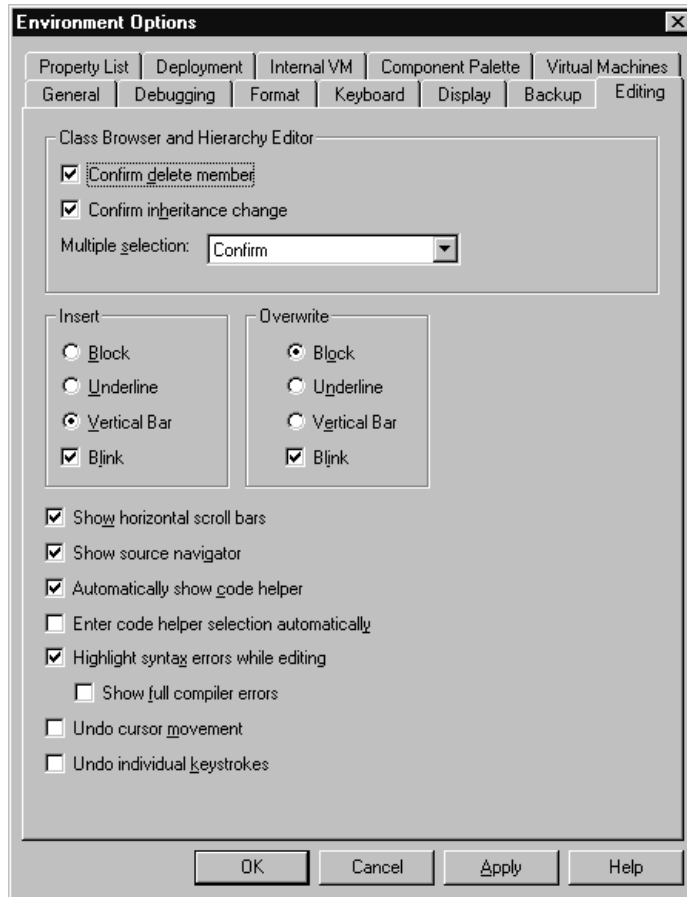 Environment Options
Property List Deployment Internal VM Component Palette Virtual Machines
General Debugging Format Keyboard Display Backup Editing
Class Browser and Hierarchy Editor
Confirm delete member
Confirm inheritance change
Multiple selection: Confirm
Insert Overwrite
Block Block
Underline Underline
Vertical Bar Vertical Bar
Blink Blink
Show horizontal scroll bars
Show source navigator
Automatically show code helper
Enter code helper selection automatically
Highlight syntax errors while editing
Show full compiler errors
Undo cursor movement
Undo individual keystrokes
OK Cancel Apply Help